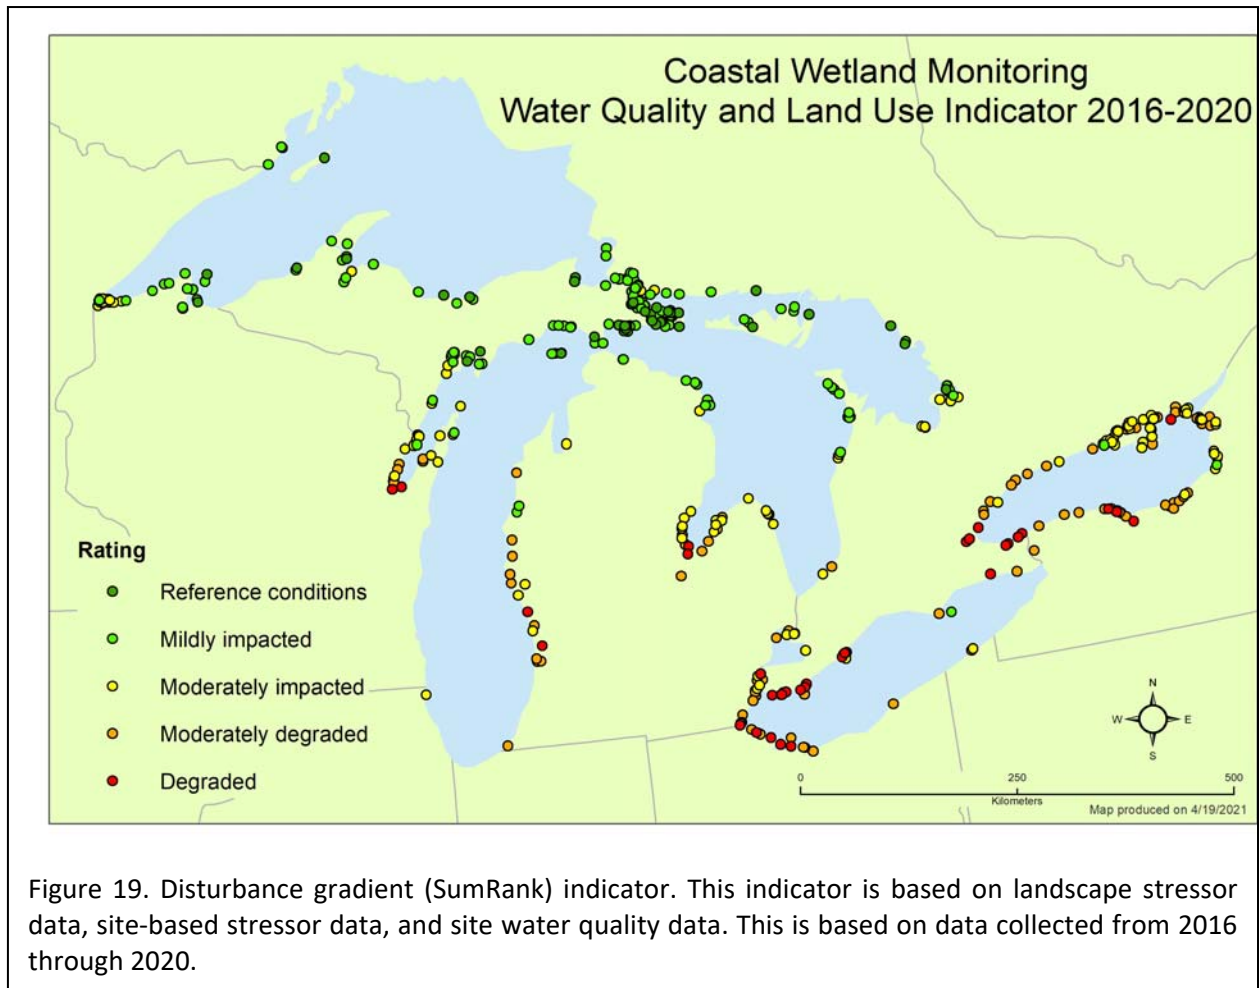 Coastal Wetland Monitoring
Water Quality and Land Use Indicator 2016-2020
Rating
Reference conditions
Mildly impacted
Moderately impacted
Moderately degraded
Degraded
N
W E
S
0 250 500
Kilometers
Map produced on 4/19/2021
Figure 19. Disturbance gradient (SumRank) indicator. This indicator is based on landscape stressor
data, site-based stressor data, and site water quality data. This is based on data collected from 2016
through 2020.